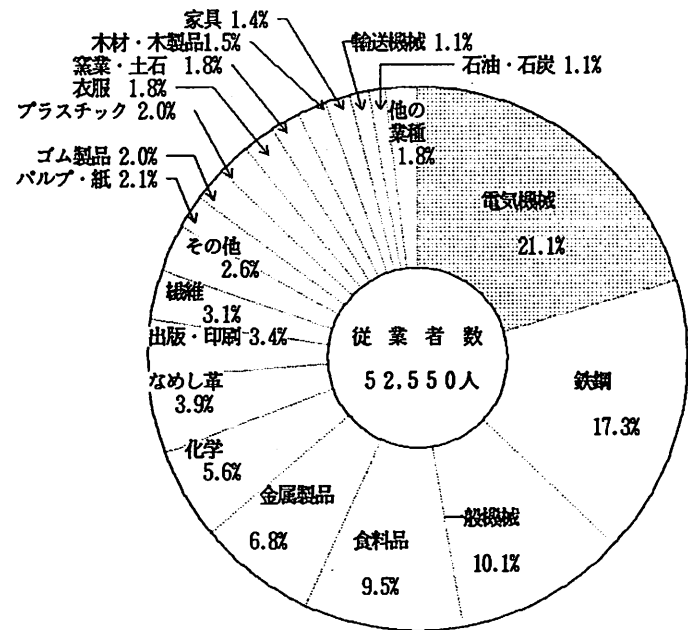 家具 1.4%
木材・木製品1.5%
輸送機械 1.1%
窯業・土石 1.8%
石油・石炭 1.1%
衣服 1.8%
プラスチック 2.0%
他の
業種
1.8%
ゴム製品 2.0%
パルプ・紙 2.1%
電気機械
21.1%
その他
2.6%
繊維
3.1%
出版・印刷 3.4%
従業者数
52,550人
なめし革
3.9%
鉄鋼
17.3%
化学
5.6%
金属製品
6.8%
食料品
9.5%
一般機械
10.1%